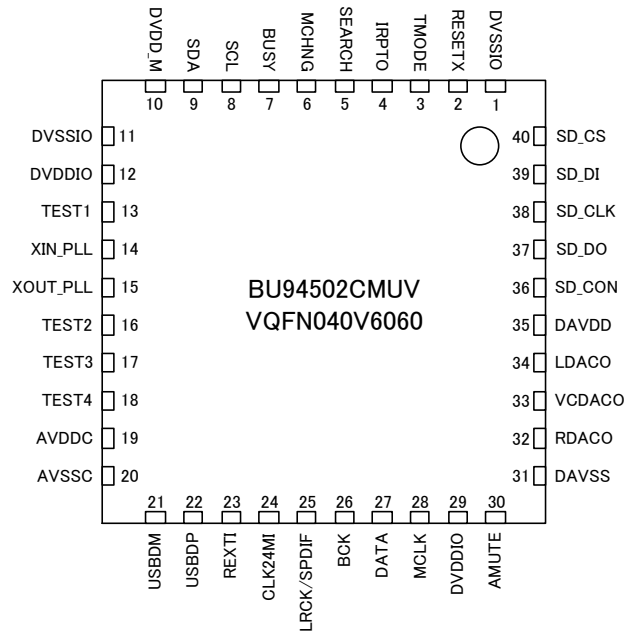 DVDD_M SDA SCL BUSY MCHNG SEARCH IRPTO TMODE RESETX DVSSIO
10 9 8 7 6 5 4 3 2 1
DVSSIO 11 40 SD_CS
DVDDIO 12 39 SD_DI
TEST1 13 38 SD_CLK
XIN_PLL 14 37 SD_DO
XOUT_PLL 15 36 SD_CON
BU94502CMUV
VQFN040V6060
TEST2 16 35 DAVDD
TEST3 17 34 LDACO
TEST4 18 33 VCDACO
AVDDC 19 32 RDACO
AVSSC 20 31 DAVSS
21 22 23 24 25 26 27 28 29 30
USBDM USBDP REXTI CLK24MI LRCK/SPDIF BCK DATA MCLK DVDDIO AMUTE